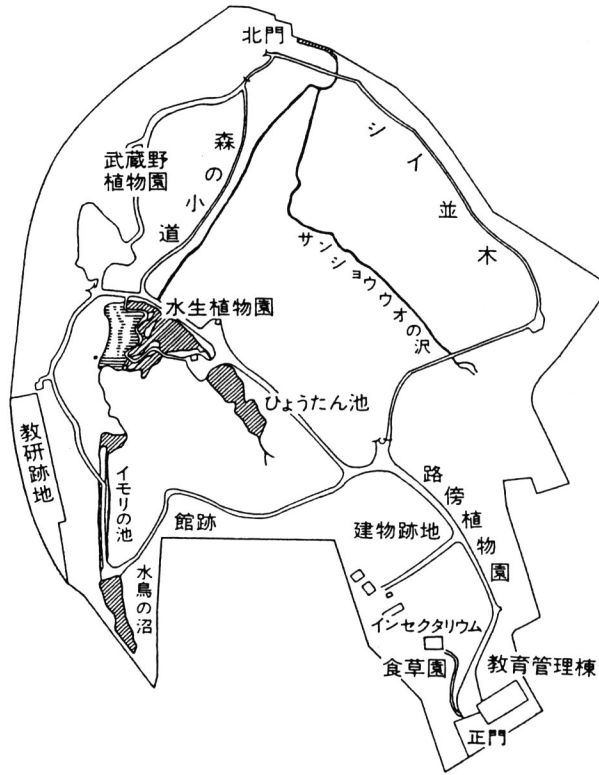 北門
シイ並木
森の小道
武蔵野
植物園
サンショウウオの沢
水生植物園
ひょうたん池
教研跡地
イモリの池
路傍植物園
館跡
建物跡地
水鳥の沼
インセクタリウム
食草園
教育管理棟
正門